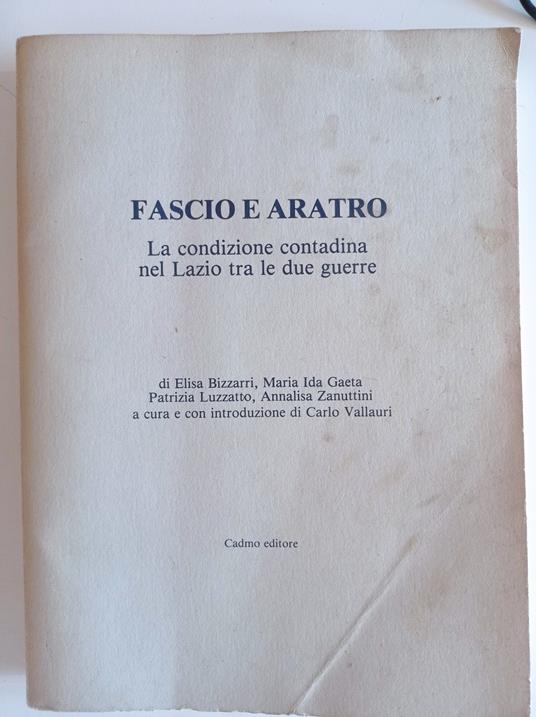 FASCIO E ARATRO
La condizione contadina
nel Lazio tra le due guerre
di Elisa Bizzarri, Maria Ida Gaeta
Patrizia Luzzatto, Annalisa Zanuttini
a cura e con introduzione di Carlo Vallauri
Cadmo editore